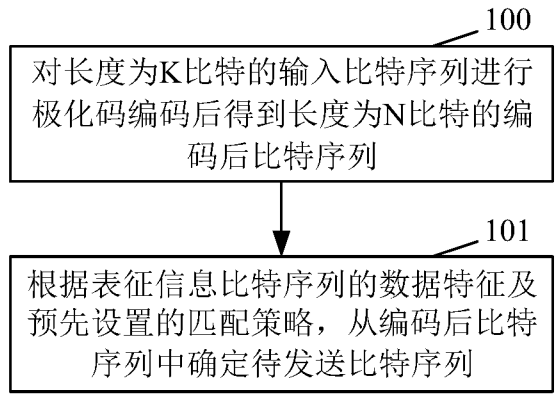 100
对长度为K比特的输入比特序列进行
极化码编码后得到长度为N比特的编
码后比特序列
101
根据表征信息比特序列的数据特征及
预先设置的匹配策略，从编码后比特
序列中确定待发送比特序列